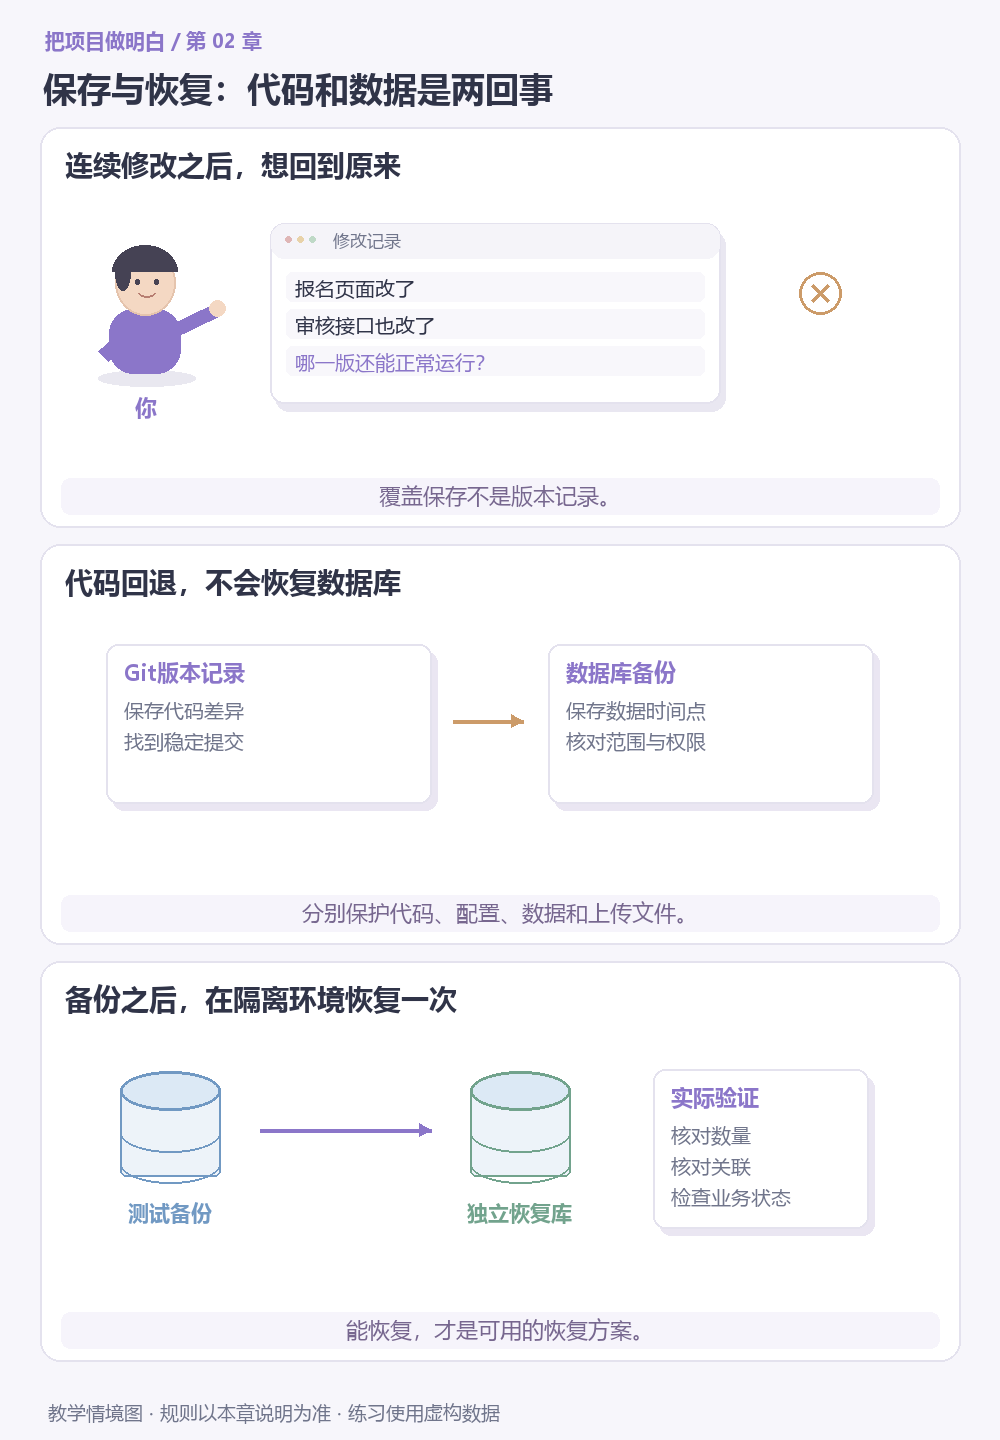 把项目做明白 / 第 02 章
保存与恢复：代码和数据是两回事
连续修改之后，想回到原来
修改记录
报名页面改了
审核接口也改了
哪一版还能正常运行？
你
覆盖保存不是版本记录。
代码回退，不会恢复数据库
Git版本记录
保存代码差异
找到稳定提交
数据库备份
保存数据时间点
核对范围与权限
分别保护代码、配置、数据和上传文件。
备份之后，在隔离环境恢复一次
测试备份
独立恢复库
实际验证
核对数量
核对关联
检查业务状态
能恢复，才是可用的恢复方案。
教学情境图 · 规则以本章说明为准 · 练习使用虚构数据